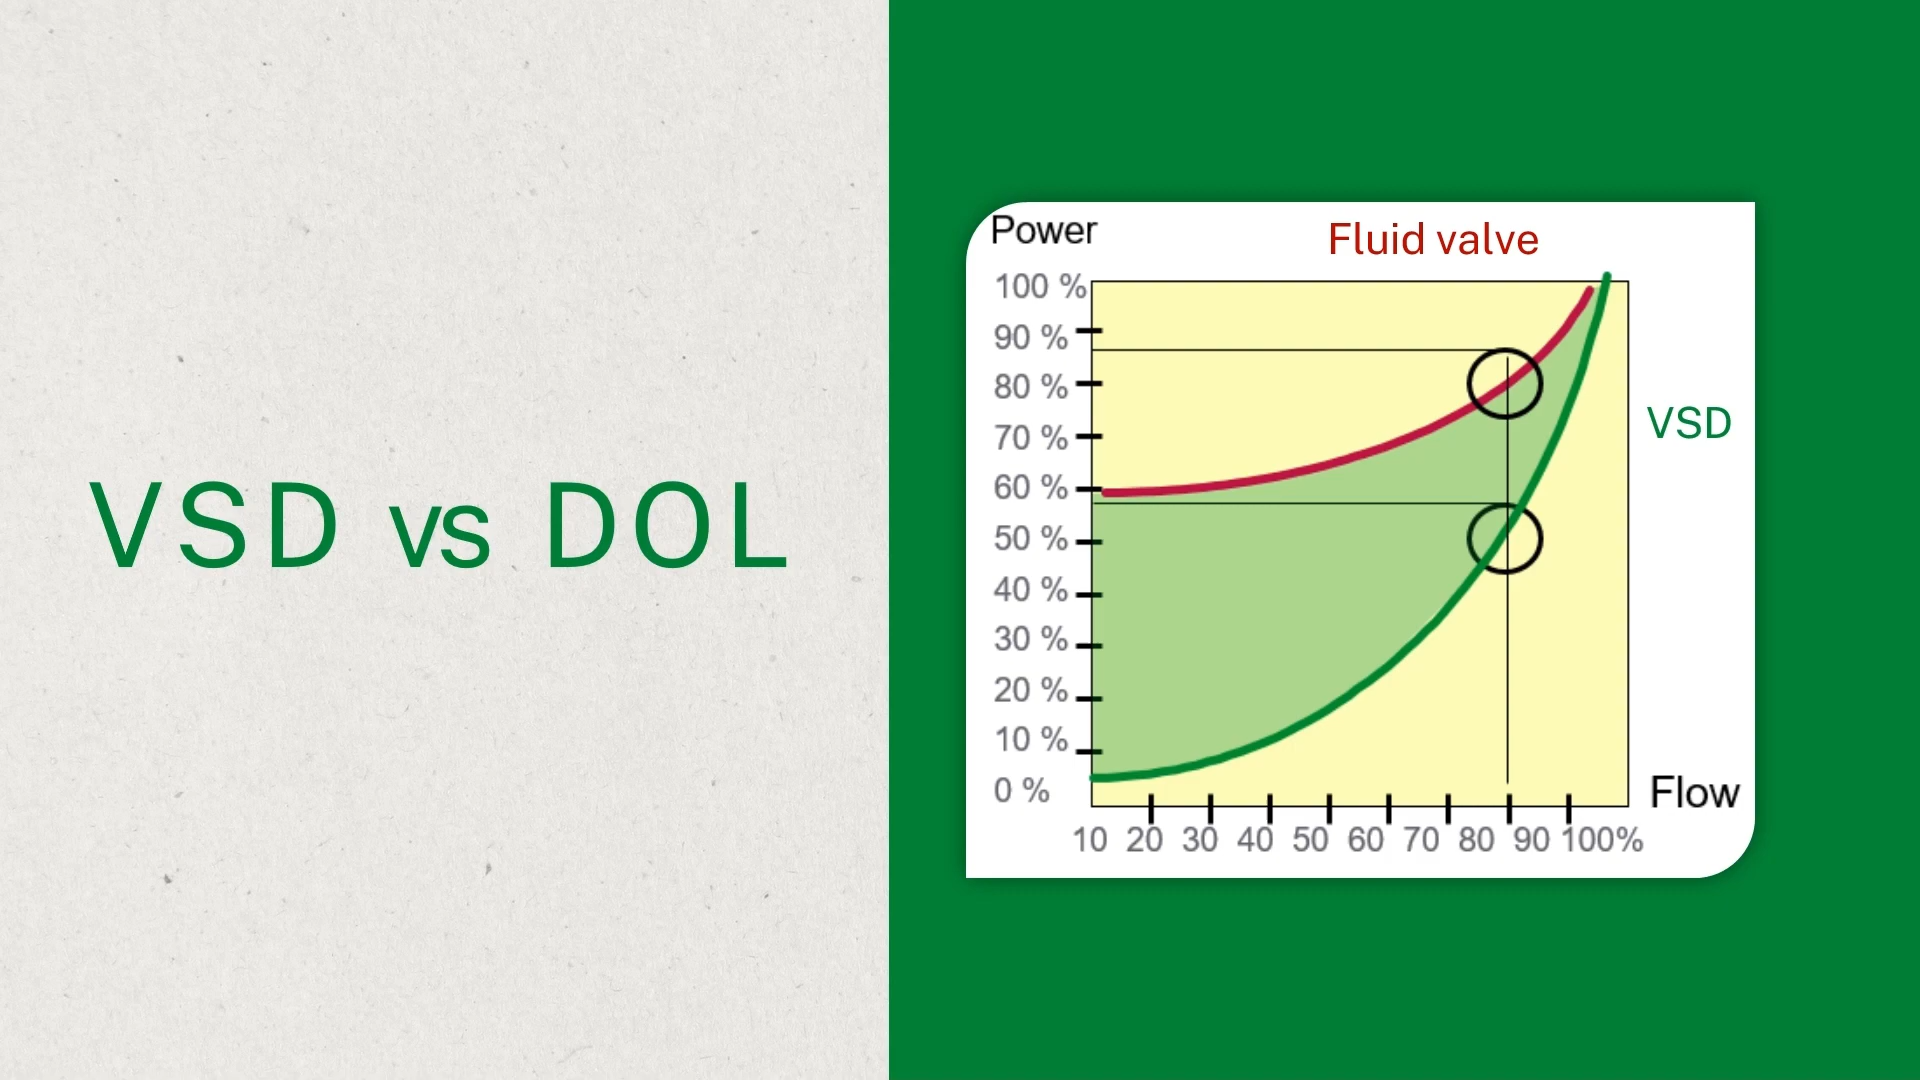 VSD vs DOL
Power
Fluid valve
100 %
90 %
80 %
70 %
60 %
50 %
40 %
30 %
20 %
10 %
0 %
VSD
Flow
10 20 30 40 50 60 70 80 90 100%